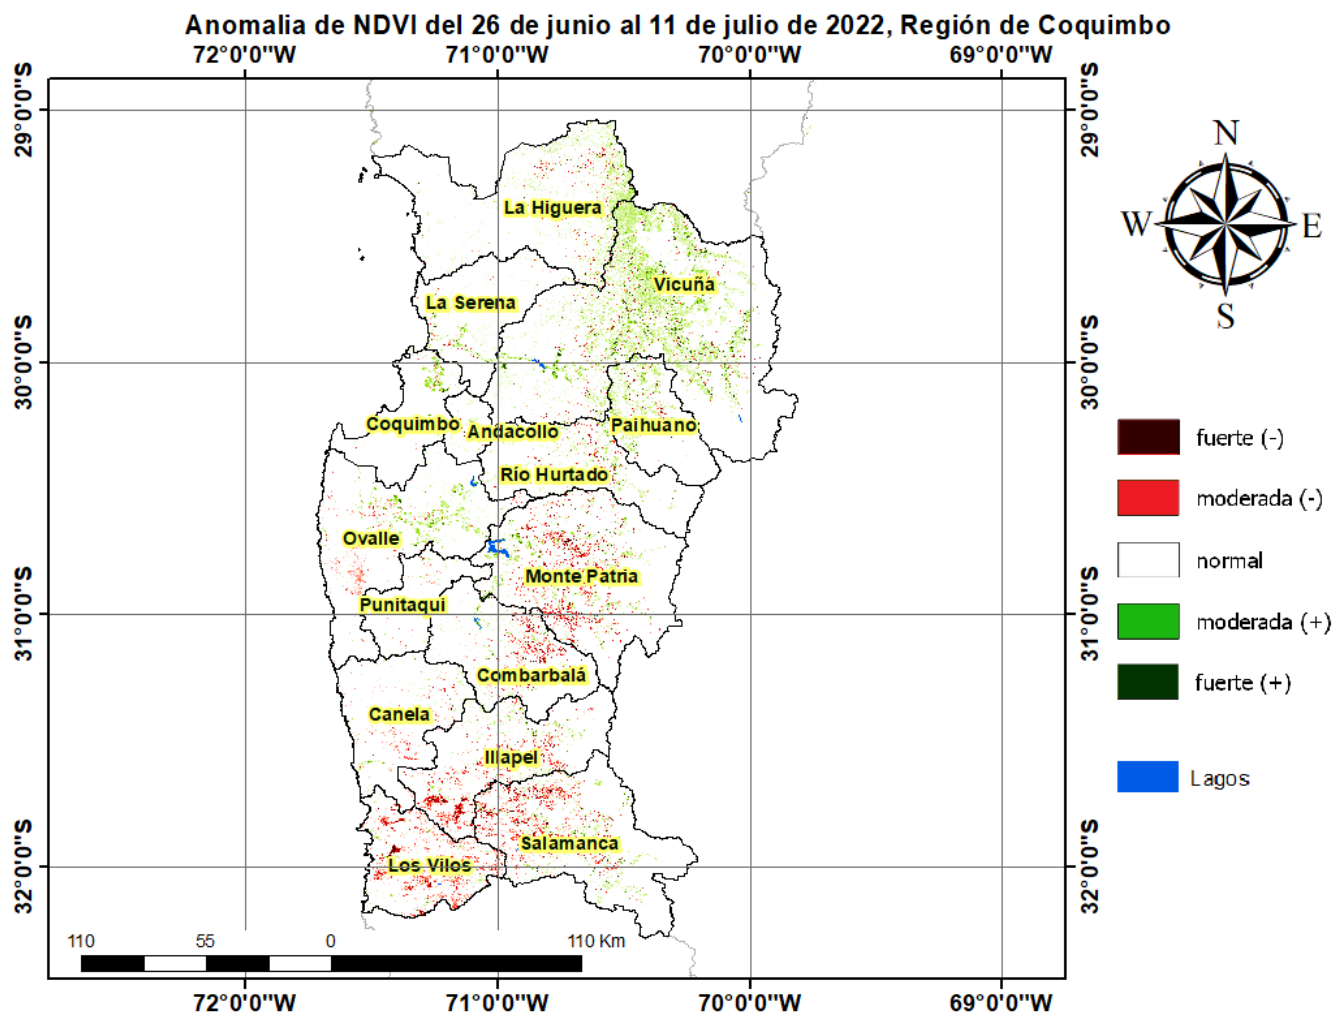 Anomalia de NDVI del 26 de junio al 11 de julio de 2022, Región de Coquimbo
72°0'0"W 71°0'0"W 70°0'0"W 69°0'0"W
29°0'0"S
29°0'0"S
N
W
E
S
La Higuera
Vicuña
La Serena
30°0'0"S
30°0'0"S
Coquimbo
Andacollo
Paihuano
Río Hurtado
fuerte (-)
moderada (-)
normal
moderada (+)
fuerte (+)
Lagos
Ovalle
Monte Patria
Punitaqui
31°0'0"S
31°0'0"S
Combarbalá
Canela
Illapel
Salamanca
Los Vilos
32°0'0"S
32°0'0"S
110 55 0 110 Km
72°0'0"W 71°0'0"W 70°0'0"W 69°0'0"W